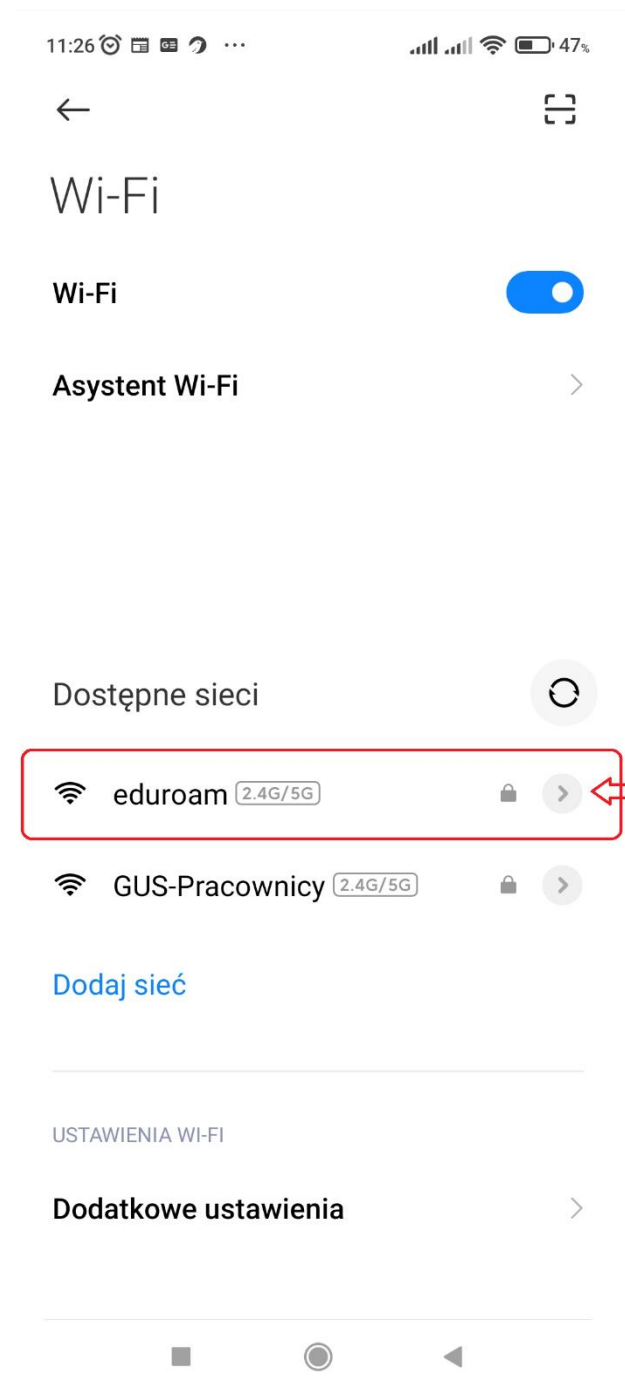 11:26 47%
Wi-Fi
Wi-Fi
Asystent Wi-Fi
Dostępne sieci
eduroam 2.4G/5G
GUS-Pracownicy 2.4G/5G
Dodaj sieć
USTAWIENIA WI-FI
Dodatkowe ustawienia